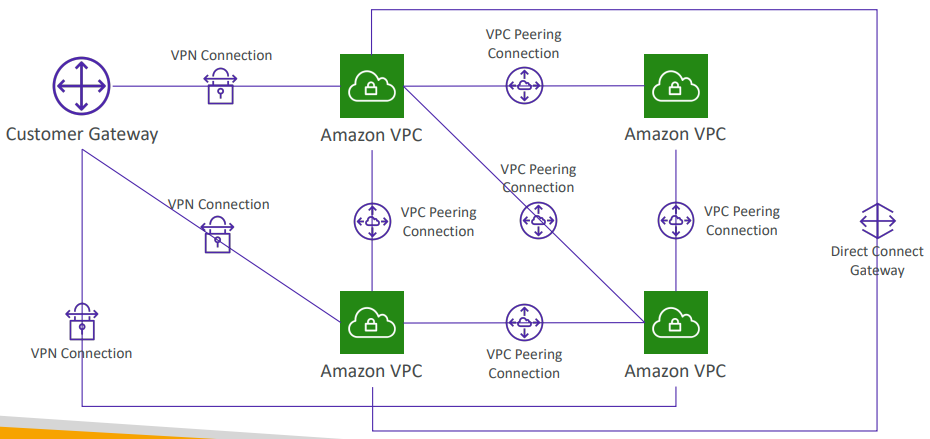 VPC Peering
Connection
VPN Connection
Customer Gateway
Amazon VPC
Amazon VPC
VPC Peering
Connection
VPN Connection
VPC Peering
Connection
VPC Peering
Connection
Direct Connect
Gateway
VPN Connection
VPC Peering
Connection
Amazon VPC
Amazon VPC